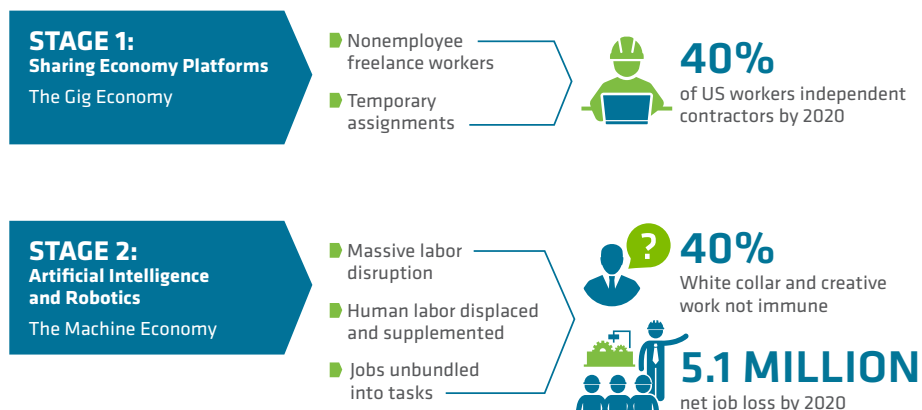 STAGE 1:
Sharing Economy Platforms
The Gig Economy
Nonemployee
freelance workers
Temporary
assignments
40%
of US workers independent
contractors by 2020
STAGE 2:
Artificial Intelligence
and Robotics
The Machine Economy
Massive labor
disruption
Human labor displaced
and supplemented
Jobs unbundled
into tasks
?
40%
White collar and creative
work not immune
5.1 MILLION
net job loss by 2020